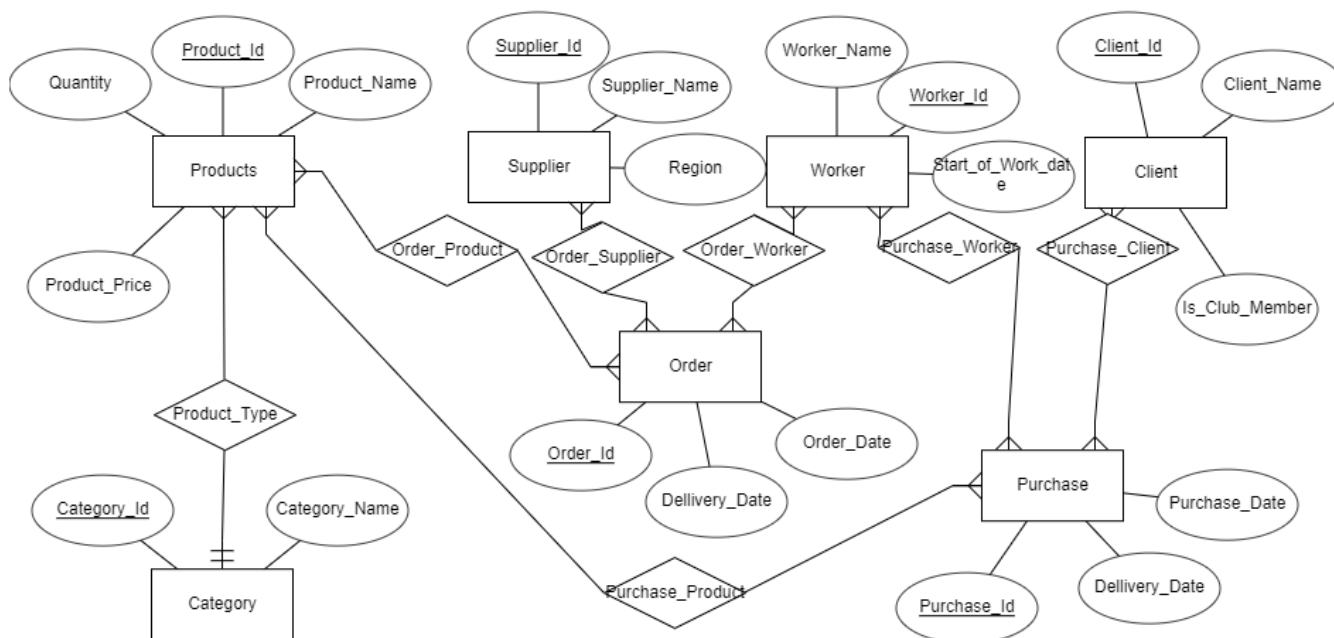 Product_Id
Supplier_Id
Worker_Name
Client_Id
Quantity
Product_Name
Supplier_Name
Worker_Id
Client_Name
Products
Supplier
Region
Worker
Start_of_Work_dat
e
Client
Order_Product
Order_Supplier
Order_Worker
Purchase_Worker
Purchase_Client
Product_Price
Is_Club_Member
Order
Product_Type
Order_Id
Order_Date
Category_Id
Category_Name
Dellivery_Date
Purchase
Purchase_Date
Category
Purchase_Product
Purchase_Id
Dellivery_Date